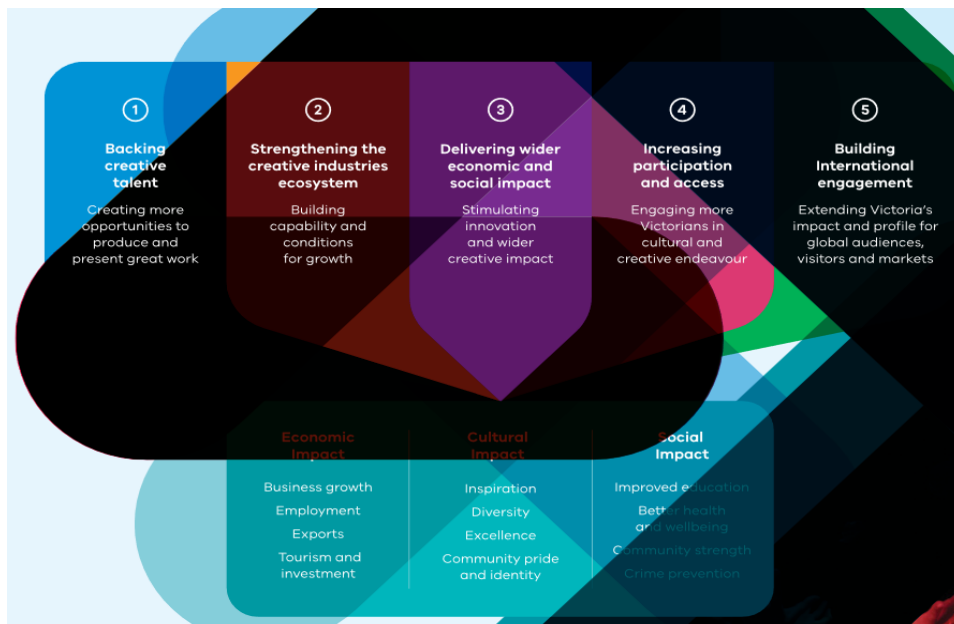 1
Backing
creative
talent
Creating more
opportunities to
produce and
present great work
2
Strengthening the
creative industries
ecosystem
Building
capability and
conditions
for growth
3
Delivering wider
economic and
social impact
Stimulating
innovation
and wider
creative impact
4
Increasing
participation
and access
Engaging more
Victorians in
cultural and
creative endeavour
5
Building
International
engagement
Extending Victoria's
impact and profile for
global audiences,
visitors and markets
Economic
Impact
Business growth
Employment
Exports
Tourism and
investment
Cultural
Impact
Inspiration
Diversity
Excellence
Community pride
and identity
Social
Impact
Improved education
Better health
and wellbeing
Community strength
Crime prevention